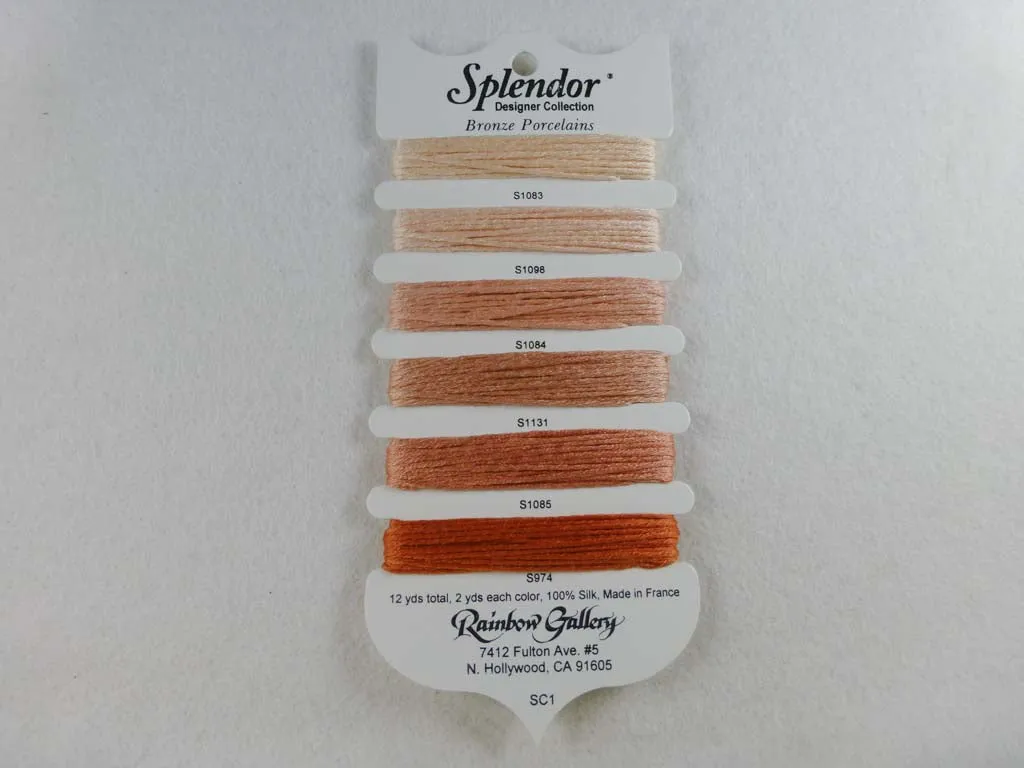 Splendor®
Designer Collection
Bronze Porcelains
S1083
S1098
S1084
S1131
S1085
S974
12 yds total, 2 yds each color, 100% Silk, Made in France
Rainbow Gallery
7412 Fulton Ave. #5
N. Hollywood, CA 91605
SC1